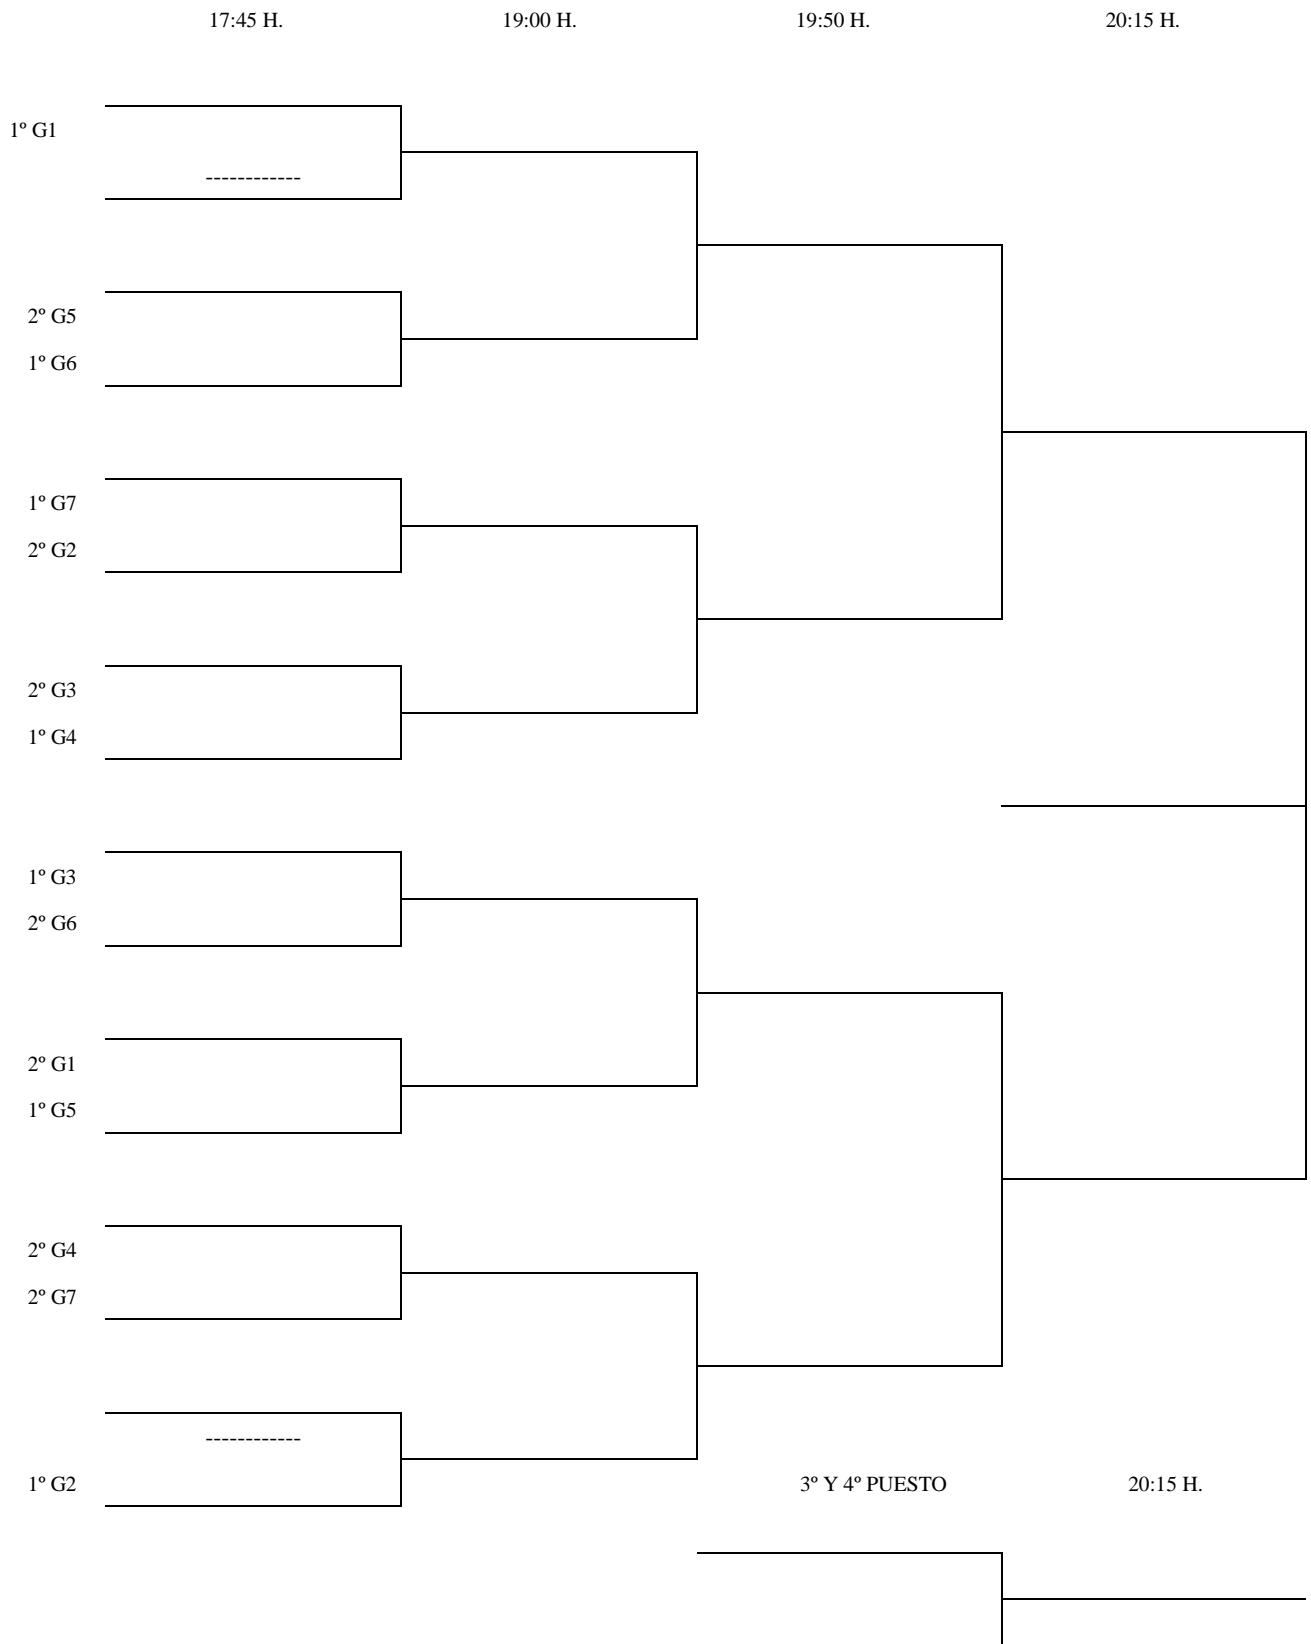 17:45 H. 19:00 H. 19:50 H. 20:15 H.
1º G1
------------
2º G5
1º G6
1º G7
2º G2
2º G3
1º G4
1º G3
2º G6
2º G1
1º G5
2º G4
2º G7
------------
1º G2 3º Y 4º PUESTO 20:15 H.